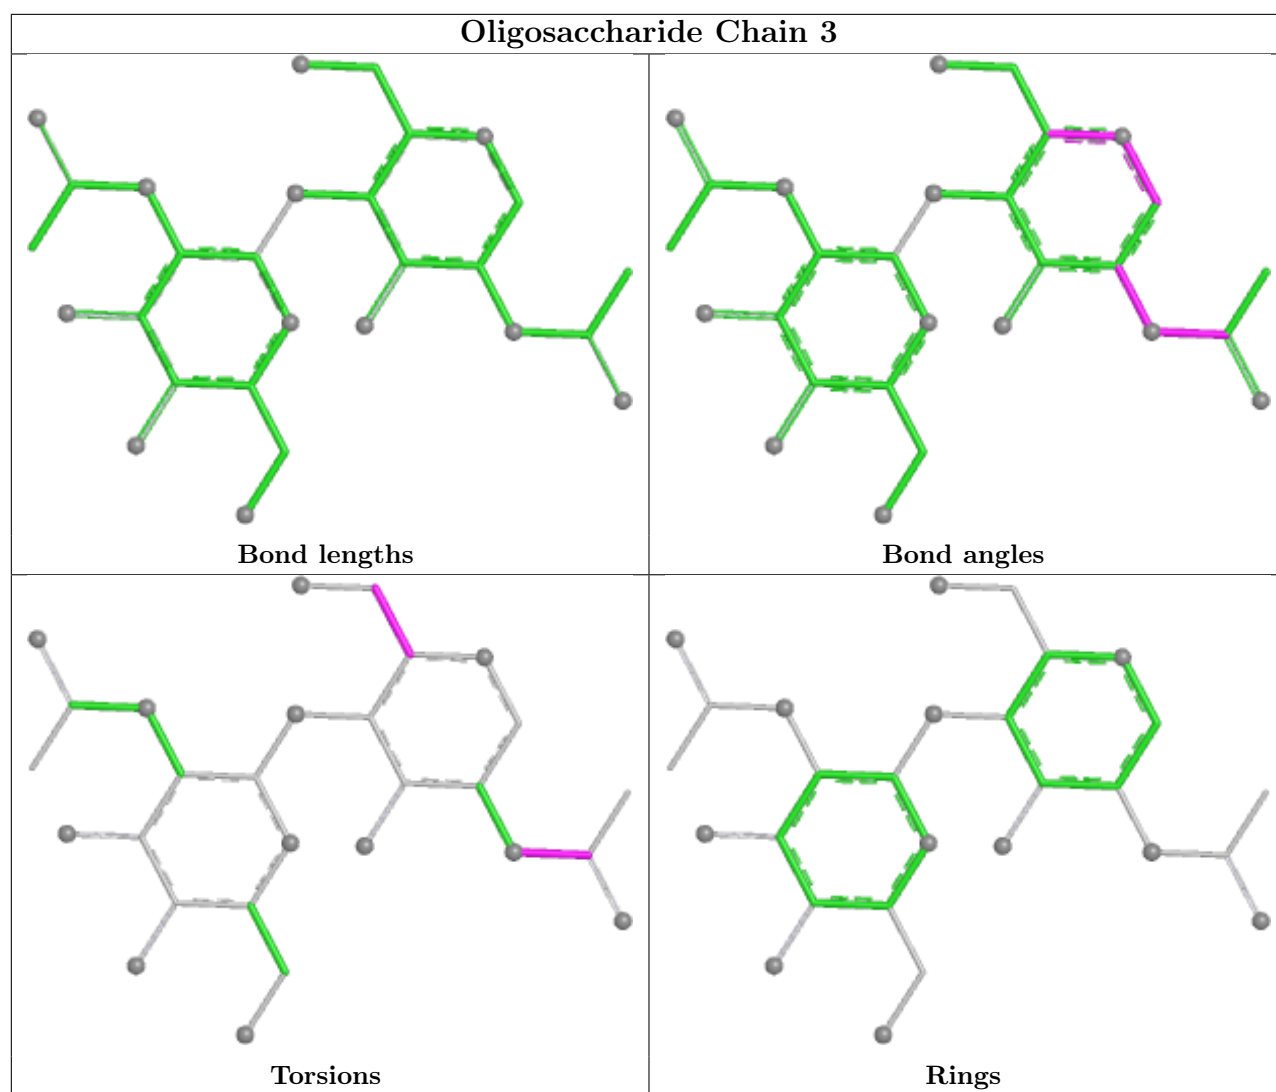 Oligosaccharide Chain 3
Bond lengths
Bond angles
Torsions
Rings